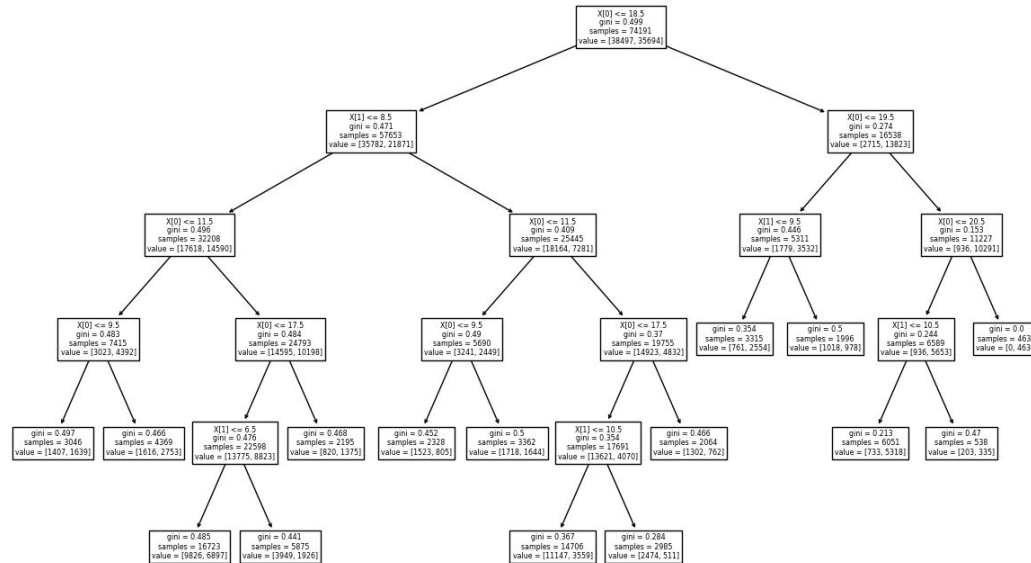 X[0] <= 18.5
gini = 0.499
samples = 74191
value = [38497, 35694]
X[1] <= 8.5
gini = 0.471
samples = 57653
value = [35782, 21871]
X[0] <= 19.5
gini = 0.274
samples = 16538
value = [2715, 13823]
X[0] <= 11.5
gini = 0.496
samples = 32208
value = [17618, 14590]
X[0] <= 11.5
gini = 0.409
samples = 25445
value = [18164, 7281]
X[1] <= 9.5
gini = 0.446
samples = 5311
value = [1779, 3532]
X[0] <= 20.5
gini = 0.153
samples = 11227
value = [936, 10291]
X[0] <= 9.5
gini = 0.483
samples = 7415
value = [3023, 4392]
X[0] <= 17.5
gini = 0.484
samples = 24793
value = [14595, 10198]
X[0] <= 9.5
gini = 0.49
samples = 5690
value = [3241, 2449]
X[0] <= 17.5
gini = 0.37
samples = 19755
value = [14923, 4832]
gini = 0.354
samples = 3315
value = [761, 2554]
gini = 0.5
samples = 1996
value = [1018, 978]
X[1] <= 10.5
gini = 0.244
samples = 6589
value = [936, 5653]
gini = 0.0
samples = 463
value = [0, 463
gini = 0.497
samples = 3046
value = [1407, 1639]
gini = 0.466
samples = 4369
value = [1616, 2753]
X[1] <= 6.5
gini = 0.476
samples = 22598
value = [13775, 8823]
gini = 0.468
samples = 2195
value = [820, 1375]
gini = 0.452
samples = 2328
value = [1523, 805]
gini = 0.5
samples = 3362
value = [1718, 1644]
X[1] <= 10.5
gini = 0.354
samples = 17691
value = [13621, 4070]
gini = 0.466
samples = 2064
value = [1302, 762]
gini = 0.213
samples = 6051
value = [733, 5318]
gini = 0.47
samples = 538
value = [203, 335]
gini = 0.485
samples = 16723
value = [9826, 6897]
gini = 0.441
samples = 5875
value = [3949, 1926]
gini = 0.367
samples = 14706
value = [11147, 3559]
gini = 0.284
samples = 2985
value = [2474, 511]